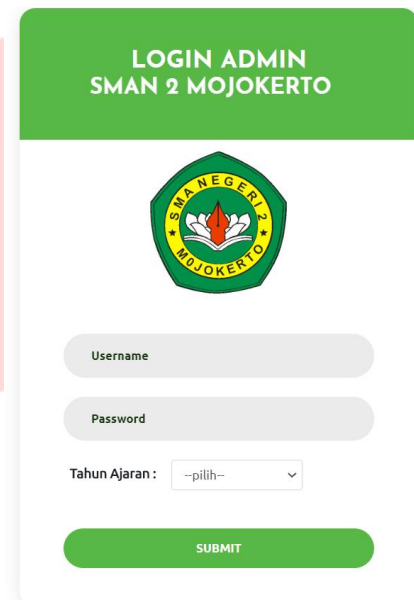 LOGIN ADMIN
SMAN 2 MOJOKERTO
SMA NEGERI 2
MOJOKERTO
Username
Password
Tahun Ajaran :
--pilih--
SUBMIT